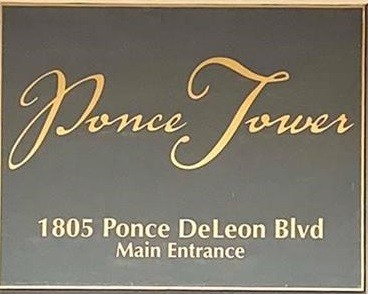 Ponce Tower
1805 Ponce DeLeon Blvd
Main Entrance